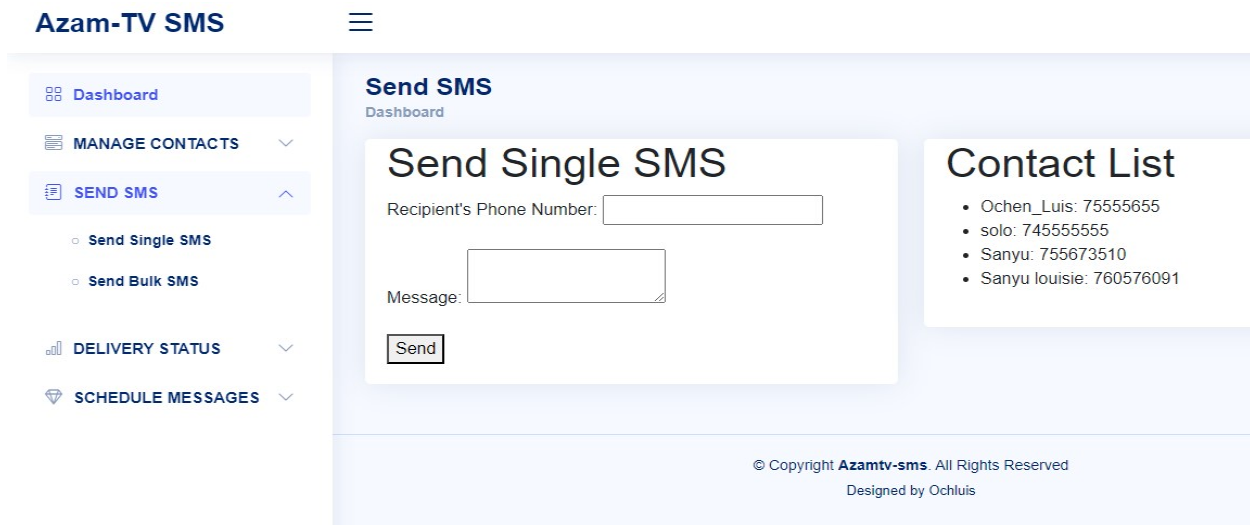 Azam-TV SMS
Dashboard
MANAGE CONTACTS
SEND SMS
Send Single SMS
Send Bulk SMS
DELIVERY STATUS
SCHEDULE MESSAGES
Send SMS
Dashboard
Send Single SMS
Recipient's Phone Number:
Message:
Send
Contact List
Ochen_Luis: 75555655
solo: 745555555
Sanyu: 755673510
Sanyu louisie: 760576091
© Copyright Azamtv-sms. All Rights Reserved
Designed by Ochluis